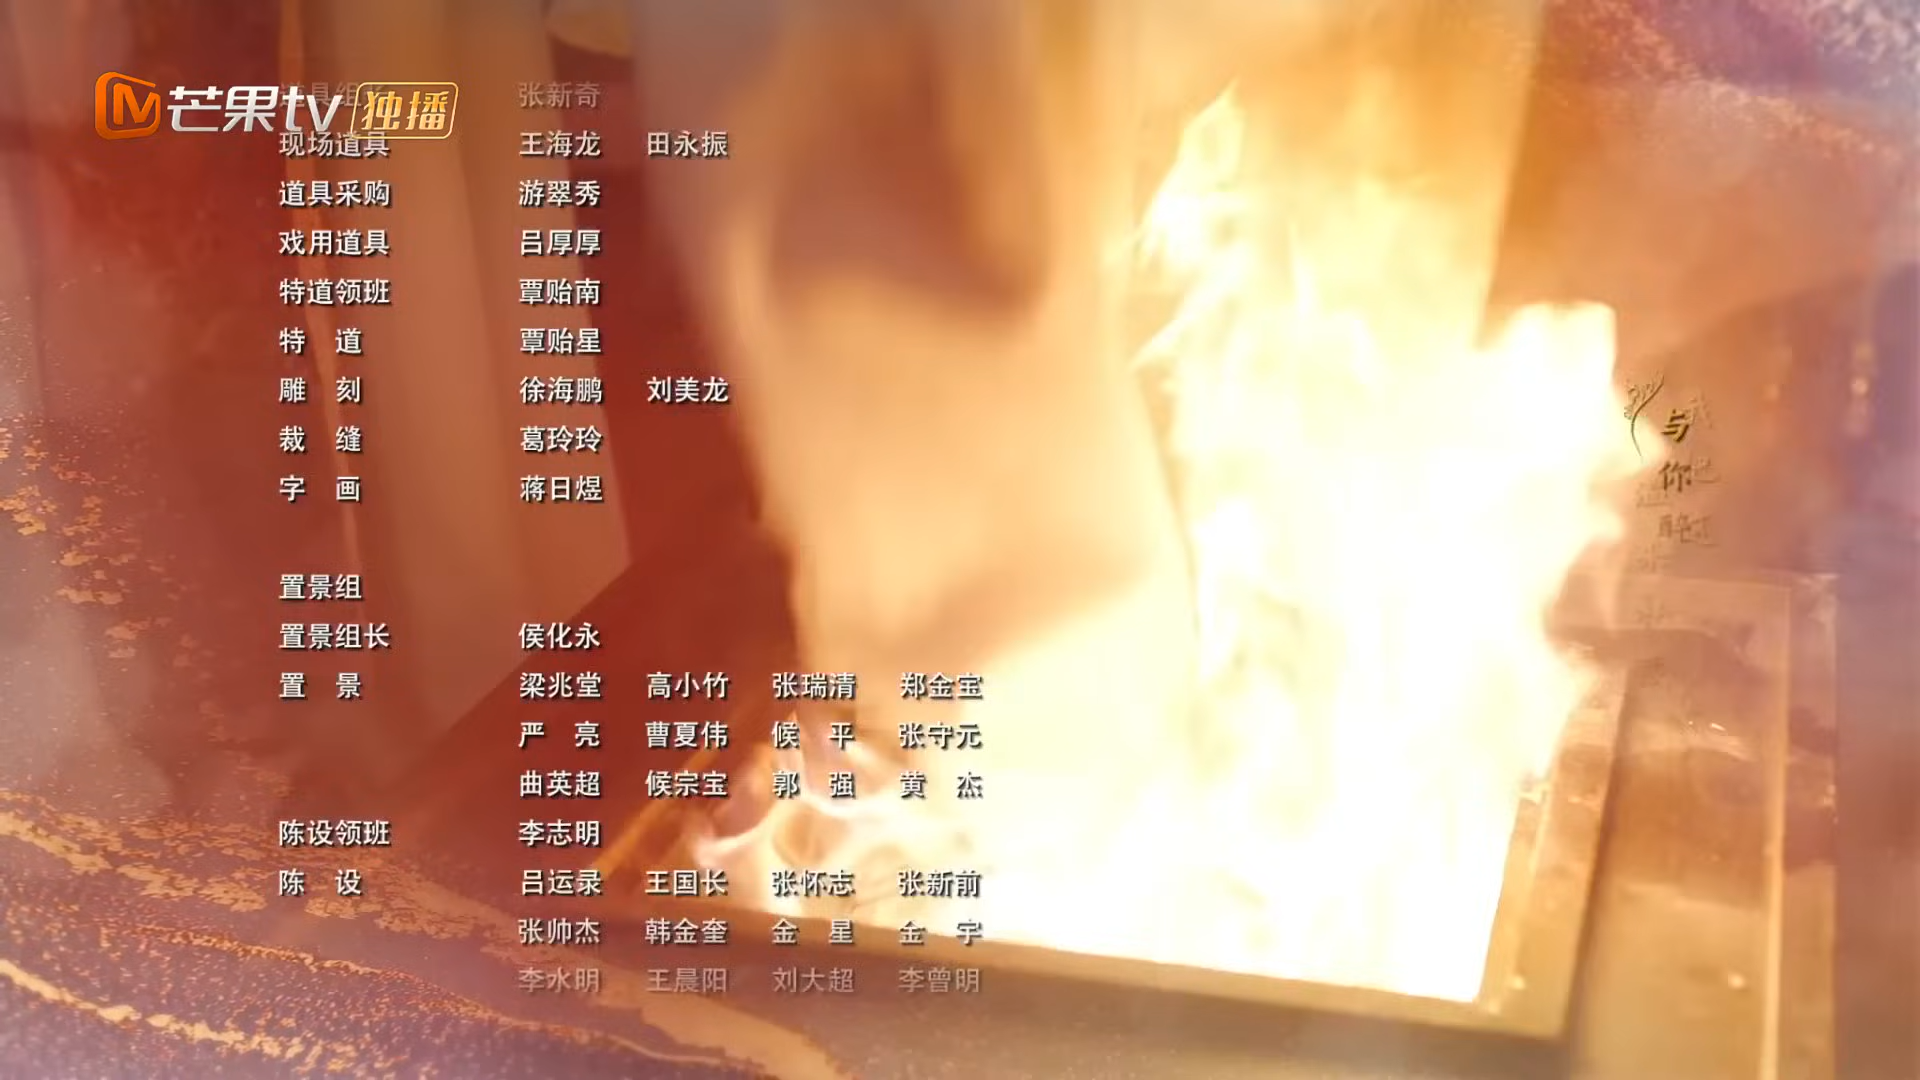 芒果tv 独播
道具组长 张新奇
现场道具 王海龙 田永振
道具采购 游翠秀
戏用道具 吕厚厚
特道领班 覃贻南
特 道 覃贻星
雕 刻 徐海鹏 刘美龙
裁 缝 葛玲玲
字 画 蒋日煜
置景组
置景组长 侯化永
置 景 梁兆堂 高小竹 张瑞清 郑金宝
严 亮 曹夏伟 候 平 张守元
曲英超 候宗宝 郭 强 黄 杰
陈设领班 李志明
陈 设 吕运录 王国长 张怀志 张新前
张帅杰 韩金奎 金 星 金 宇
李水明 王晨阳 刘大超 李曾明
与你